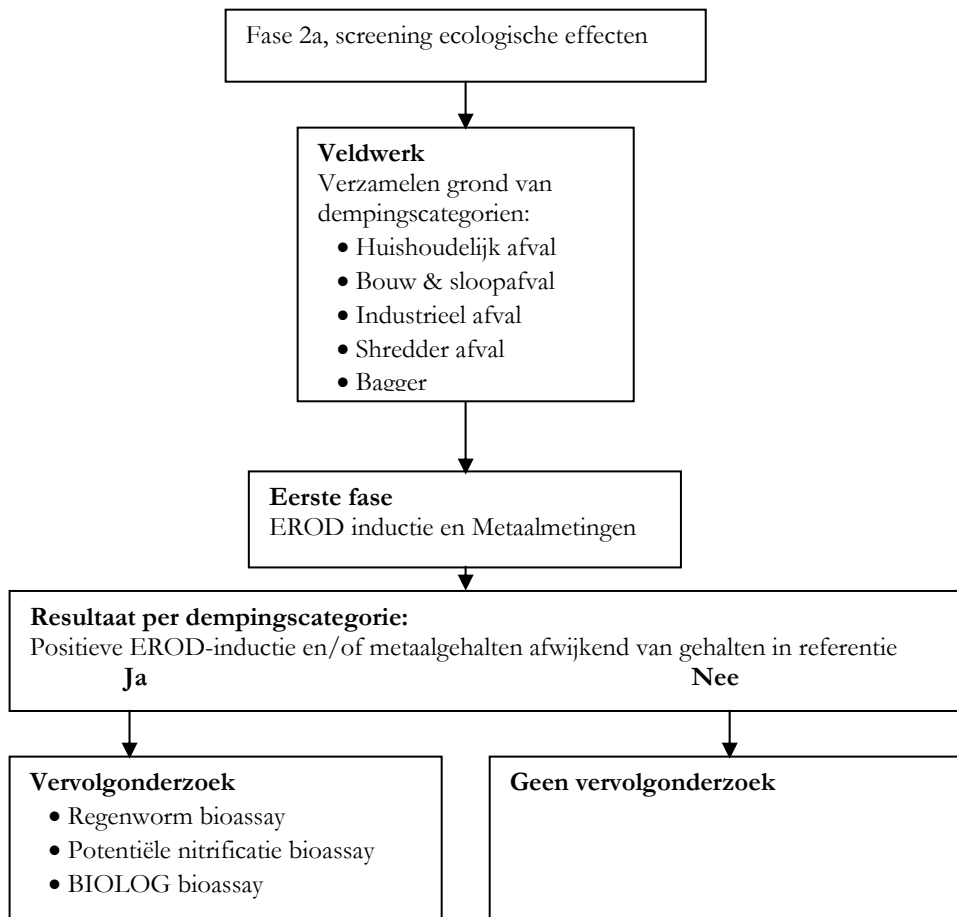 Fase 2a, screening ecologische effecten
Veldwerk
Verzamelen grond van
dempingscategorien:
• Huishoudelijk afval
• Bouw & sloopafval
• Industrieel afval
• Shredder afval
• Bagger
Eerste fase
EROD inductie en Metaalmetingen
Resultaat per dempingscategorie:
Positieve EROD-inductie en/of metaalgehalten afwijkend van gehalten in referentie
Ja Nee
Vervolgonderzoek
• Regenworm bioassay
• Potentiële nitrificatie bioassay
• BIOLOG bioassay
Geen vervolgonderzoek